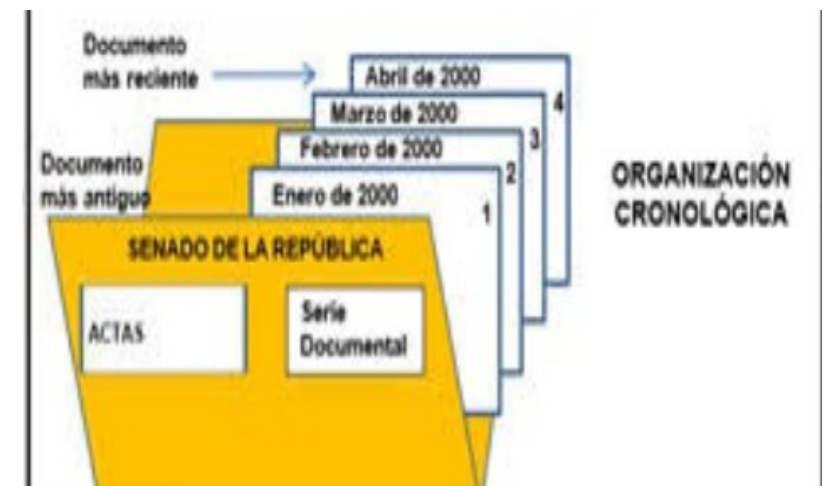 Documento
más reciente
Abril de 2000
4
Marzo de 2000
3
Febrero de 2000
2
Documento
más antiguo
Enero de 2000
1
ORGANIZACIÓN
CRONOLÓGICA
SENADO DE LA REPÚBLICA
ACTAS
Serie
Documental